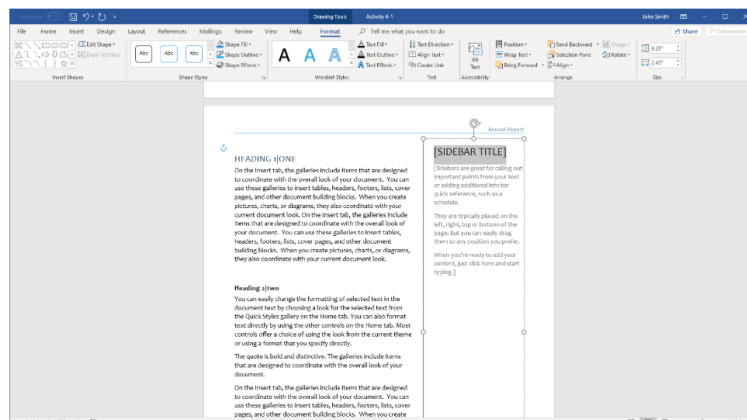 AutoSave
Drawing Tools
Activity 4-1
John Smith
File Home Insert Design Layout References Mailings Review View Help Format Tell me what you want to do
Share Comments
Edit Shape
Draw Text Box
Insert Shapes
Abc Abc Abc
Shape Fill
Shape Outline
Shape Effects
Shape Styles
A A A
Text Fill
Text Outline
Text Effects
WordArt Styles
Text Direction
Align Text
Create Link
Text
Alt
Text
Accessibility
Position
Wrap Text
Bring Forward
Send Backward
Selection Pane
Align
Group
Rotate
Arrange
9.35"
2.43"
Size
Annual Report
HEADING 1|ONE
On the Insert tab, the galleries include items that are designed
to coordinate with the overall look of your document. You can
use these galleries to insert tables, headers, footers, lists, cover
pages, and other document building blocks. When you create
pictures, charts, or diagrams, they also coordinate with your
current document look. On the Insert tab, the galleries include
items that are designed to coordinate with the overall look of
your document. You can use these galleries to insert tables,
headers, footers, lists, cover pages, and other document
building blocks. When you create pictures, charts, or diagrams,
they also coordinate with your current document look.
Heading 2|two
You can easily change the formatting of selected text in the
document text by choosing a look for the selected text from
the Quick Styles gallery on the Home tab. You can also format
text directly by using the other controls on the Home tab. Most
controls offer a choice of using the look from the current theme
or using a format that you specify directly.
The quote is bold and distinctive. The galleries include items
that are designed to coordinate with the overall look of your
document.
On the Insert tab, the galleries include items that are designed
to coordinate with the overall look of your document. You can
use these galleries to insert tables, headers, footers, lists, cover
pages, and other document building blocks. When you create
[SIDEBAR TITLE]
[Sidebars are great for calling out
important points from your text
or adding additional info for
quick reference, such as a
schedule.
They are typically placed on the
left, right, top or bottom of the
page. But you can easily drag
them to any position you prefer.
When you're ready to add your
content, just click here and start
typing.]